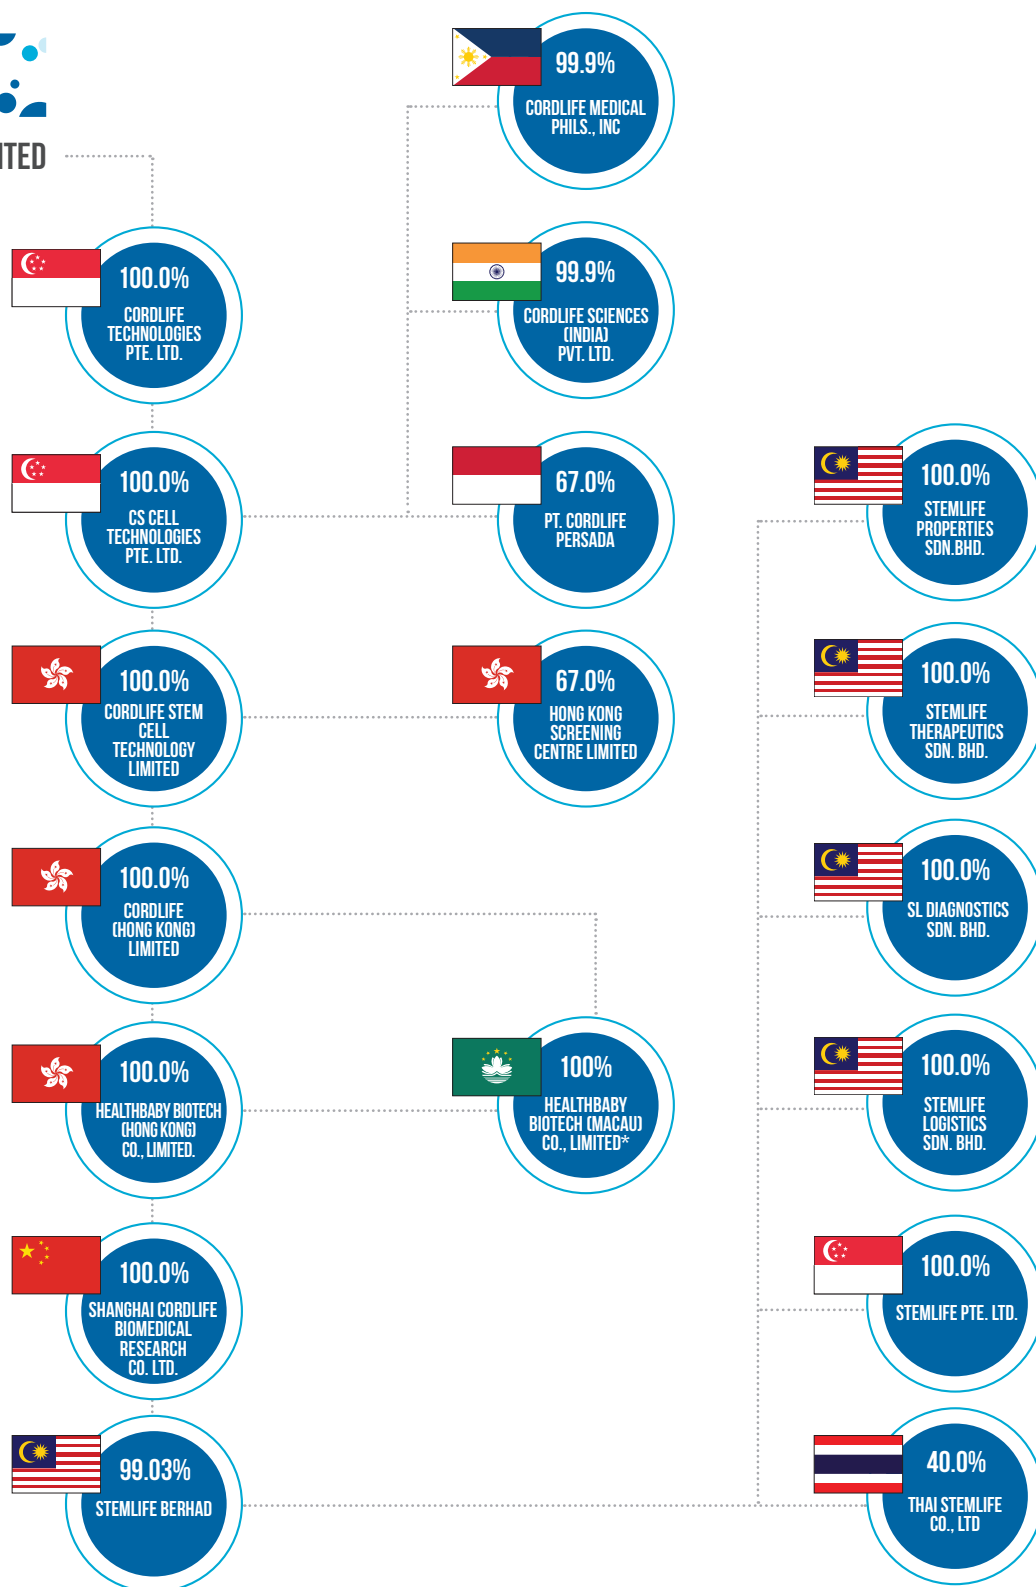 99.9%
CORDLIFE MEDICAL
PHILS., INC
100.0%
CORDLIFE
TECHNOLOGIES
PTE. LTD.
99.9%
CORDLIFE SCIENCES
(INDIA)
PVT. LTD.
100.0%
CS CELL
TECHNOLOGIES
PTE. LTD.
67.0%
PT. CORDLIFE
PERSADA
100.0%
STEMLIFE
PROPERTIES
SDN.BHD.
100.0%
CORDLIFE STEM
CELL
TECHNOLOGY
LIMITED
67.0%
HONG KONG
SCREENING
CENTRE LIMITED
100.0%
STEMLIFE
THERAPEUTICS
SDN. BHD.
100.0%
CORDLIFE
(HONG KONG)
LIMITED
100.0%
SL DIAGNOSTICS
SDN. BHD.
100.0%
HEALTHBABY BIOTECH
(HONG KONG)
CO., LIMITED.
100%
HEALTHBABY
BIOTECH (MACAU)
CO., LIMITED*
100.0%
STEMLIFE
LOGISTICS
SDN. BHD.
100.0%
SHANGHAI CORDLIFE
BIOMEDICAL
RESEARCH
CO. LTD.
100.0%
STEMLIFE PTE. LTD.
99.03%
STEMLIFE BERHAD
40.0%
THAI STEMLIFE
CO., LTD